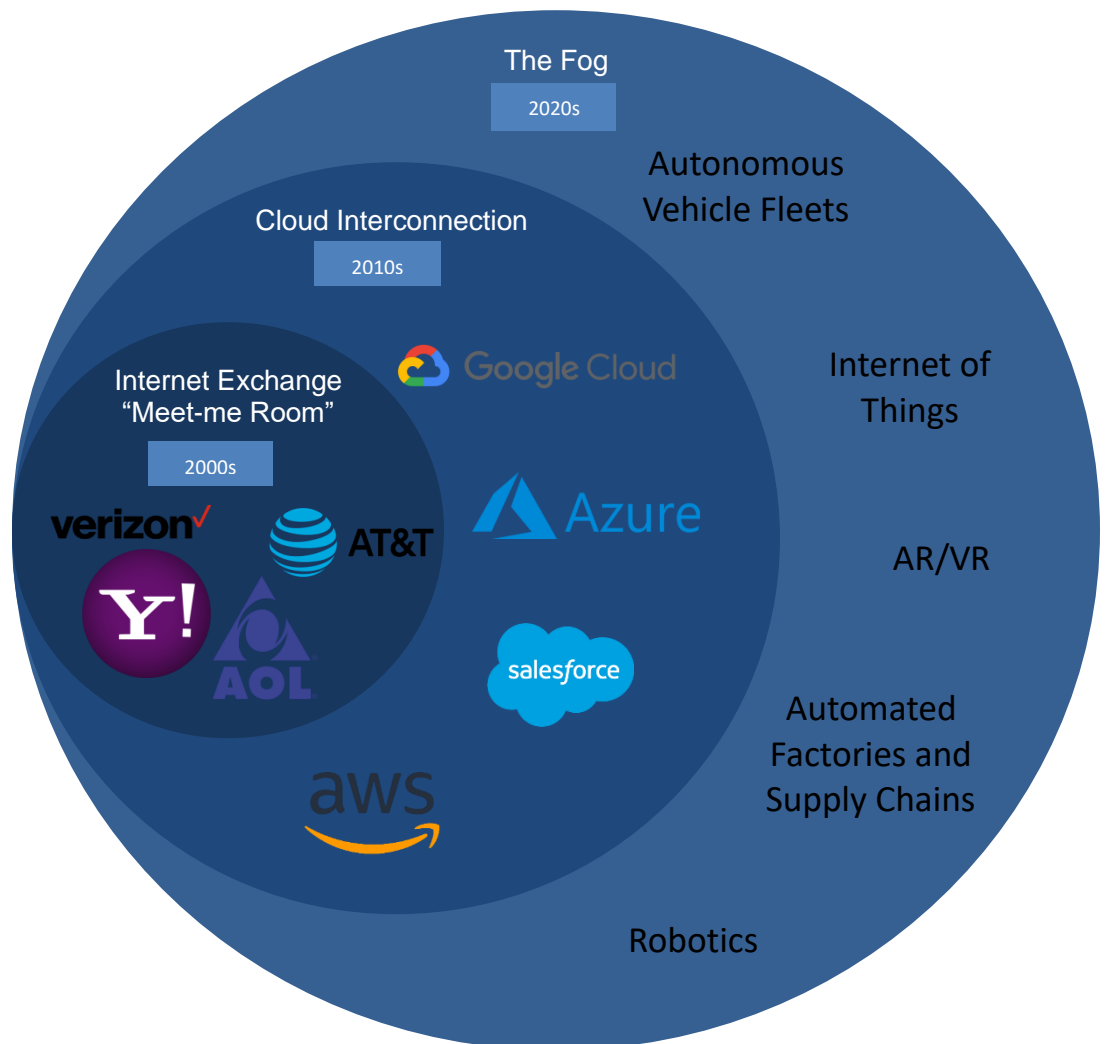 The Fog
2020s
Autonomous
Vehicle Fleets
Cloud Interconnection
2010s
Google Cloud
Internet Exchange
“Meet-me Room”
2000s
Internet of
Things
verizon✓
AT&T
Azure
AR/VR
Y!
AOL
salesforce
Automated
Factories and
Supply Chains
aws
Robotics